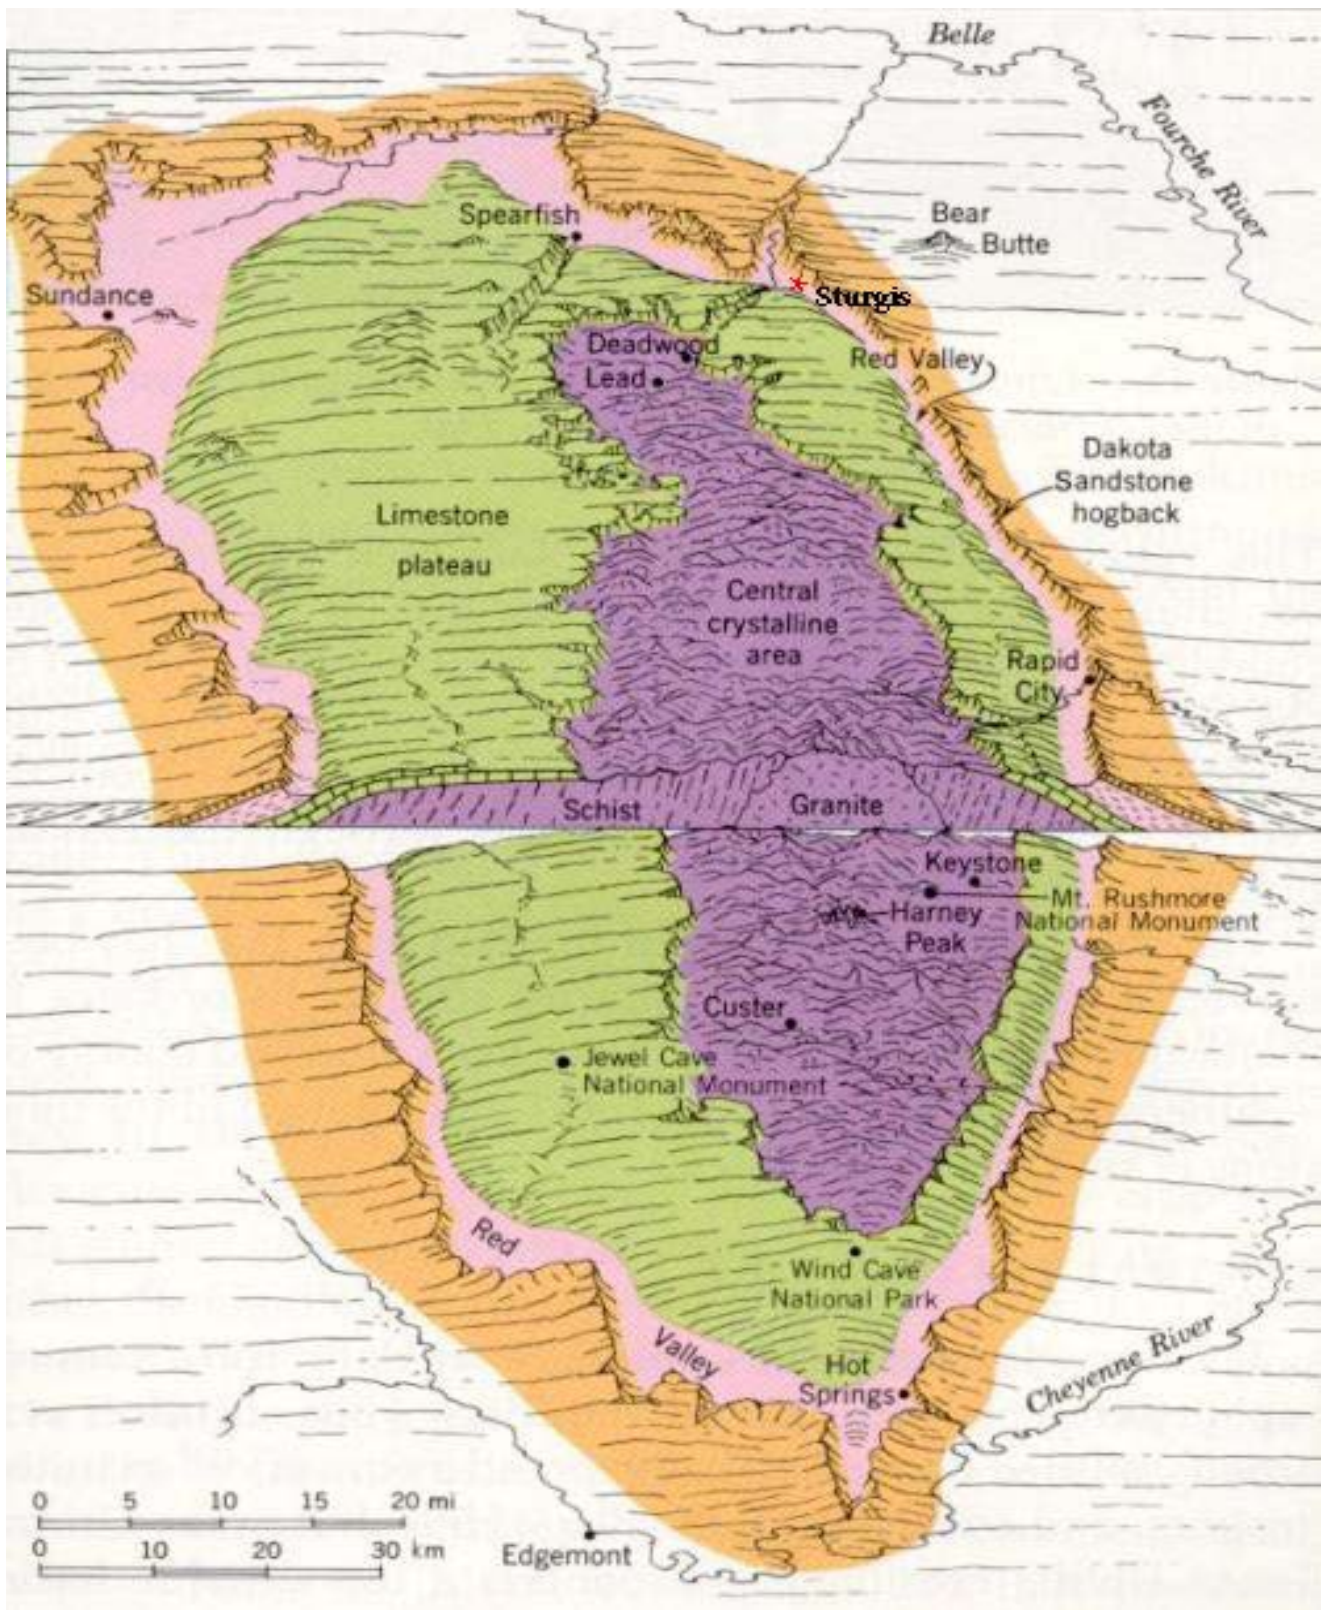 Belle
Fourche River
Bear
Butte
Spearfish
Sundance
Sturgis
Deadwood
Lead
Red Valley
Dakota
Sandstone
hogback
Limestone
plateau
Central
crystalline
area
Rapid
City
Schist
Granite
Keystone
Mt. Rushmore
National Monument
Harney
Peak
Custer
Jewel Cave
National Monument
Red
Valley
Wind Cave
National Park
Hot
Springs
Cheyenne River
0 5 10 15 20 mi
0 10 20 30 km
Edgemont